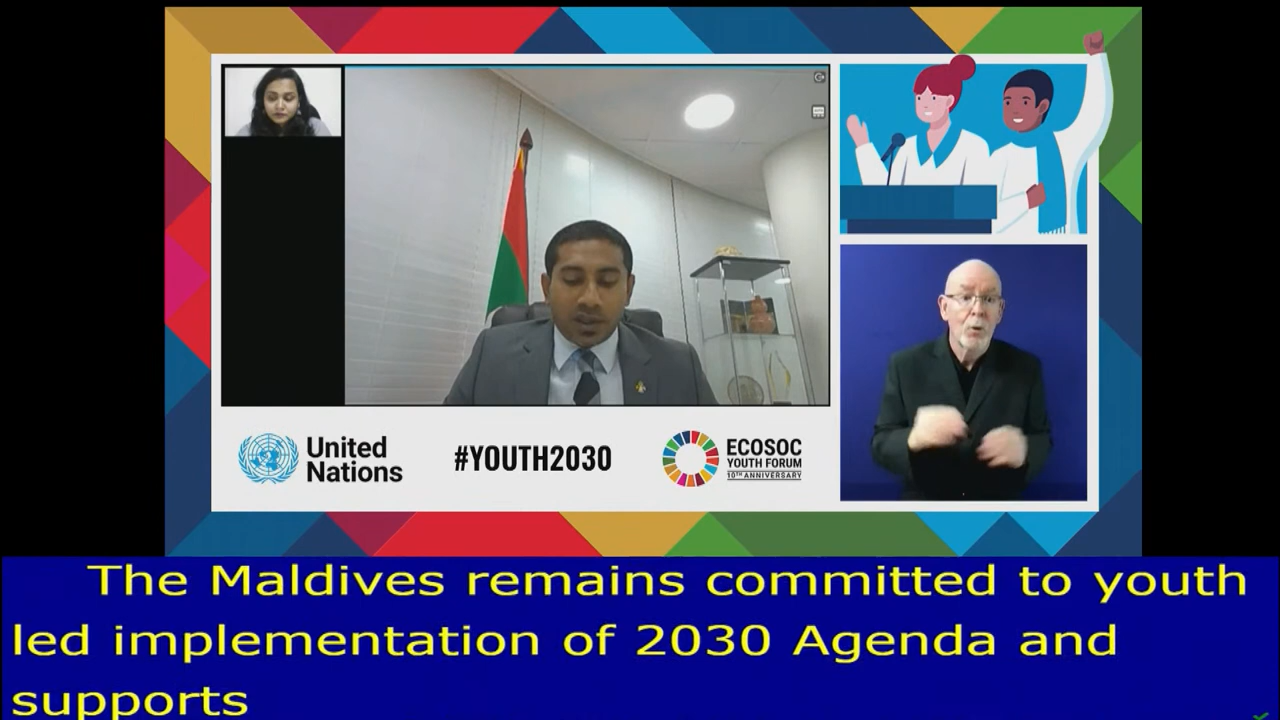 United
Nations
#YOUTH2030
ECOSOC
YOUTH FORUM
10TH ANNIVERSARY
The Maldives remains committed to youth
led implementation of 2030 Agenda and
supports